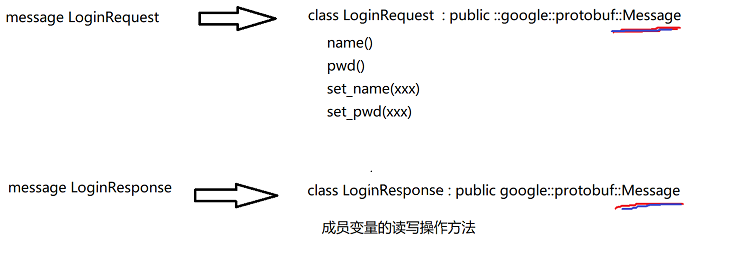 message LoginRequest
class LoginRequest : public ::google::protobuf::Message
name()
pwd()
set_name(xxx)
set_pwd(xxx)
message LoginResponse
class LoginResponse : public google::protobuf::Message
成员变量的读写操作方法